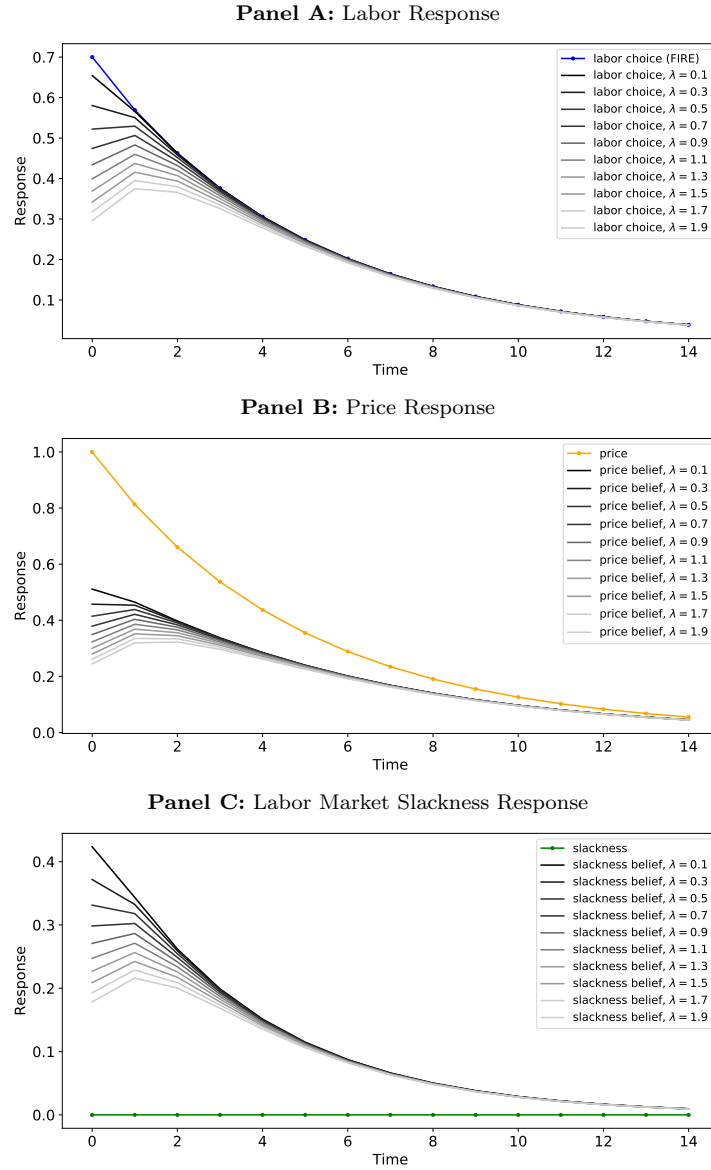 Panel A: Labor Response
Response
0.7
0.6
0.5
0.4
0.3
0.2
0.1
labor choice (FIRE)
labor choice, λ = 0.1
labor choice, λ = 0.3
labor choice, λ = 0.5
labor choice, λ = 0.7
labor choice, λ = 0.9
labor choice, λ = 1.1
labor choice, λ = 1.3
labor choice, λ = 1.5
labor choice, λ = 1.7
labor choice, λ = 1.9
0 2 4 6 8 10 12 14
Time
Panel B: Price Response
Response
1.0
0.8
0.6
0.4
0.2
0.0
price
price belief, λ = 0.1
price belief, λ = 0.3
price belief, λ = 0.5
price belief, λ = 0.7
price belief, λ = 0.9
price belief, λ = 1.1
price belief, λ = 1.3
price belief, λ = 1.5
price belief, λ = 1.7
price belief, λ = 1.9
0 2 4 6 8 10 12 14
Time
Panel C: Labor Market Slackness Response
Response
0.4
0.3
0.2
0.1
0.0
slackness
slackness belief, λ = 0.1
slackness belief, λ = 0.3
slackness belief, λ = 0.5
slackness belief, λ = 0.7
slackness belief, λ = 0.9
slackness belief, λ = 1.1
slackness belief, λ = 1.3
slackness belief, λ = 1.5
slackness belief, λ = 1.7
slackness belief, λ = 1.9
0 2 4 6 8 10 12 14
Time